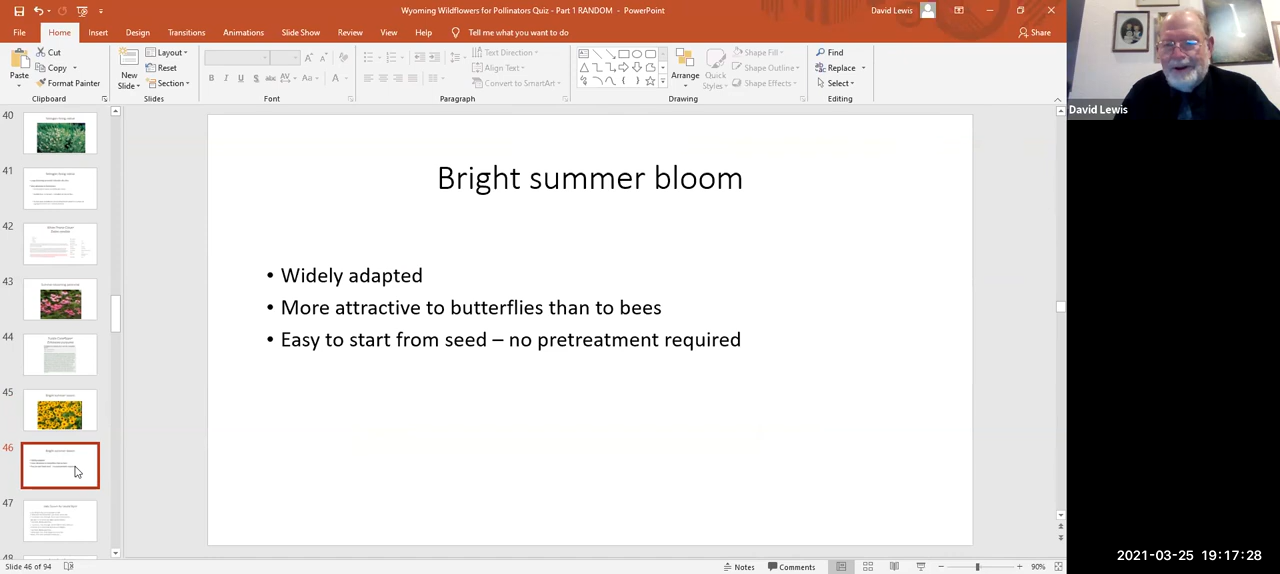 Wyoming Wildflowers for Pollinators Quiz - Part 1 RANDOM - PowerPoint
David Lewis
File Home Insert Design Transitions Animations Slide Show Review View Help Tell me what you want to do Share
Paste
Cut
Copy
Format Painter
Clipboard
New Slide
Layout
Reset
Section
Slides
Font
Text Direction
Align Text
Convert to SmartArt
Paragraph
Arrange
Quick Styles
Shape Fill
Shape Outline
Shape Effects
Drawing
Find
Replace
Select
Editing
David Lewis
40
41
42
43
44
45
46
47
Bright summer bloom
• Widely adapted
• More attractive to butterflies than to bees
• Easy to start from seed – no pretreatment required
Slide 46 of 94
Notes
Comments
90%
2021-03-25 19:17:28